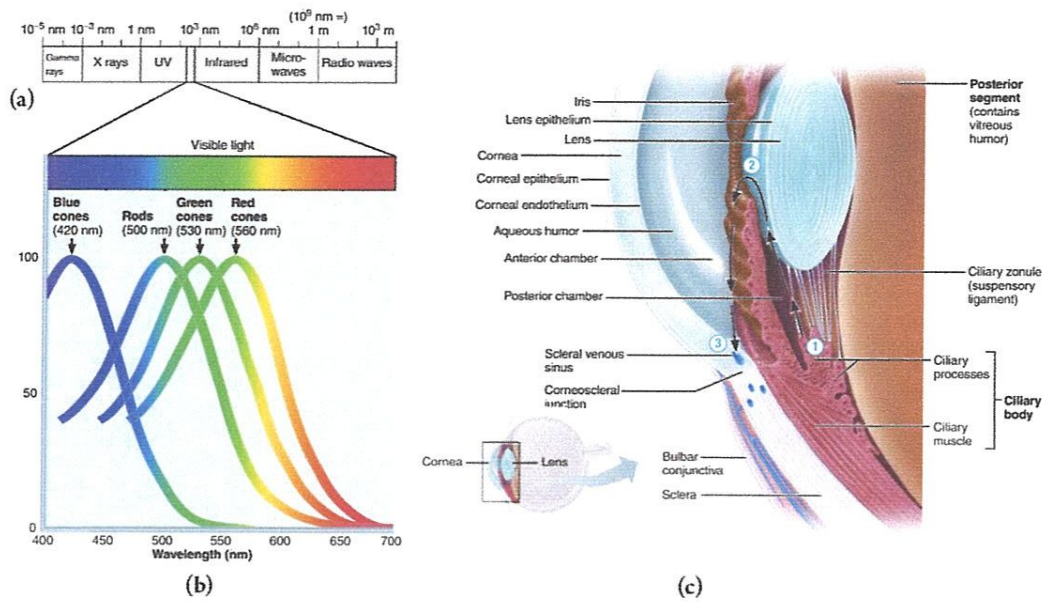 (10⁹ nm =)
10⁻⁵ nm 10⁻³ nm 1 nm 10³ nm 10⁶ nm 1 m 10³ m
Gamma
rays
X rays
UV
Infrared
Micro-
waves
Radio waves
(a)
Visible light
Blue
cones
(420 nm)
Rods
(500 nm)
Green
cones
(530 nm)
Red
cones
(560 nm)
100
50
0
400 450 500 550 600 650 700
Wavelength (nm)
(b)
Iris
Lens epithelium
Lens
Cornea
Corneal epithelium
Corneal endothelium
Aqueous humor
Anterior chamber
Posterior chamber
Scleral venous
sinus
Corneoscleral
junction
Bulbar
conjunctiva
Sclera
Cornea
Lens
2
3
1
Posterior
segment
(contains
vitreous
humor)
Ciliary zonule
(suspensory
ligament)
Ciliary
processes
Ciliary
body
Ciliary
muscle
(c)